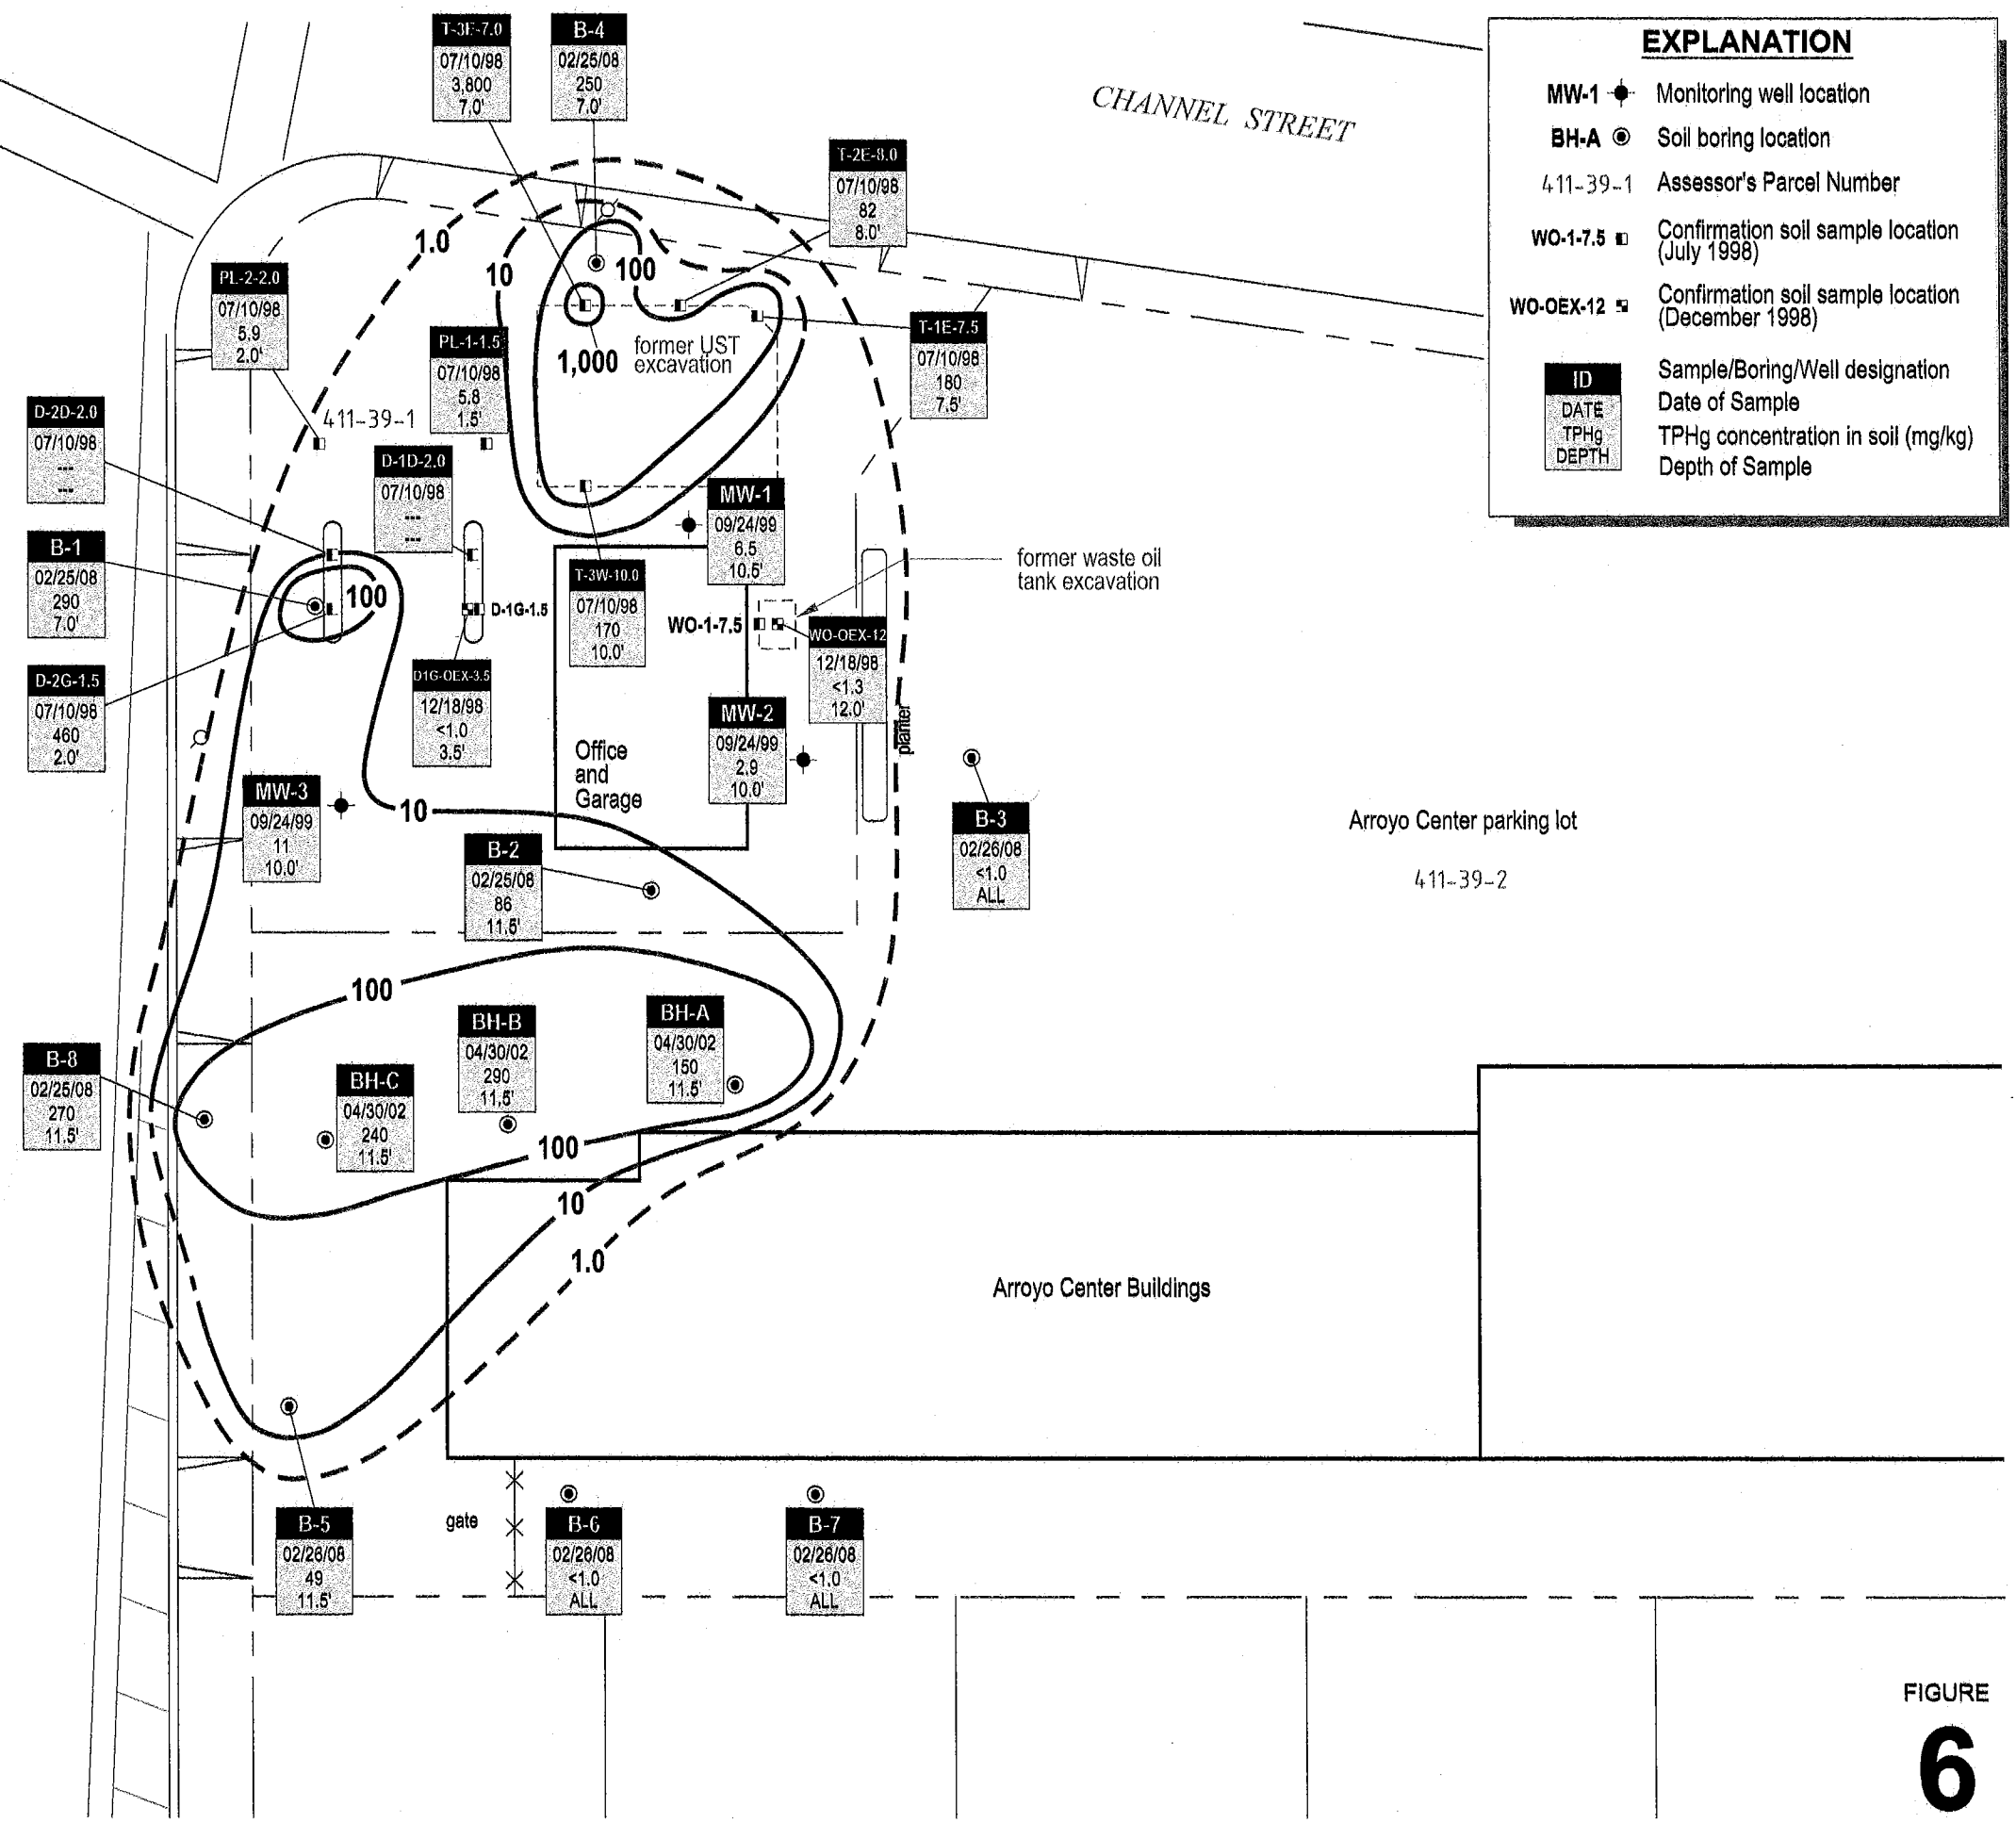 T-3E-7.0
07/10/98
3,800
7.0'
B-4
02/25/08
250
7.0'
CHANNEL STREET
EXPLANATION
MW-1 Monitoring well location
BH-A Soil boring location
411-39-1 Assessor's Parcel Number
WO-1-7.5 Confirmation soil sample location
(July 1998)
WO-OEX-12 Confirmation soil sample location
(December 1998)
ID Sample/Boring/Well designation
DATE Date of Sample
TPHg TPHg concentration in soil (mg/kg)
DEPTH Depth of Sample
T-2E-8.0
07/10/98
82
8.0'
1.0
10
100
PL-2-2.0
07/10/98
5.9
2.0'
PL-1-1.5
07/10/98
5.8
1.5'
1,000
former UST
excavation
T-1E-7.5
07/10/98
180
7.5'
411-39-1
D-2D-2.0
07/10/98
---
---
D-1D-2.0
07/10/98
---
---
MW-1
09/24/99
6.5
10.5'
B-1
02/25/08
290
7.0'
100
D-1G-1.5
T-3W-10.0
07/10/98
170
10.0'
former waste oil
tank excavation
WO-1-7.5
WO-OEX-12
12/18/98
<1.3
12.0'
D-2G-1.5
07/10/98
460
2.0'
D1G-OEX-3.5
12/18/98
<1.0
3.5'
MW-2
09/24/99
2.9
10.0'
planter
Office
and
Garage
MW-3
09/24/99
11
10.0'
10
B-2
02/25/08
86
11.5'
B-3
02/26/08
<1.0
ALL
Arroyo Center parking lot
411-39-2
100
B-8
02/25/08
270
11.5'
BH-C
04/30/02
240
11.5'
BH-B
04/30/02
290
11.5'
BH-A
04/30/02
150
11.5'
100
10
1.0
Arroyo Center Buildings
B-5
02/26/08
49
11.5'
gate
B-6
02/26/08
<1.0
ALL
B-7
02/26/08
<1.0
ALL
FIGURE
6